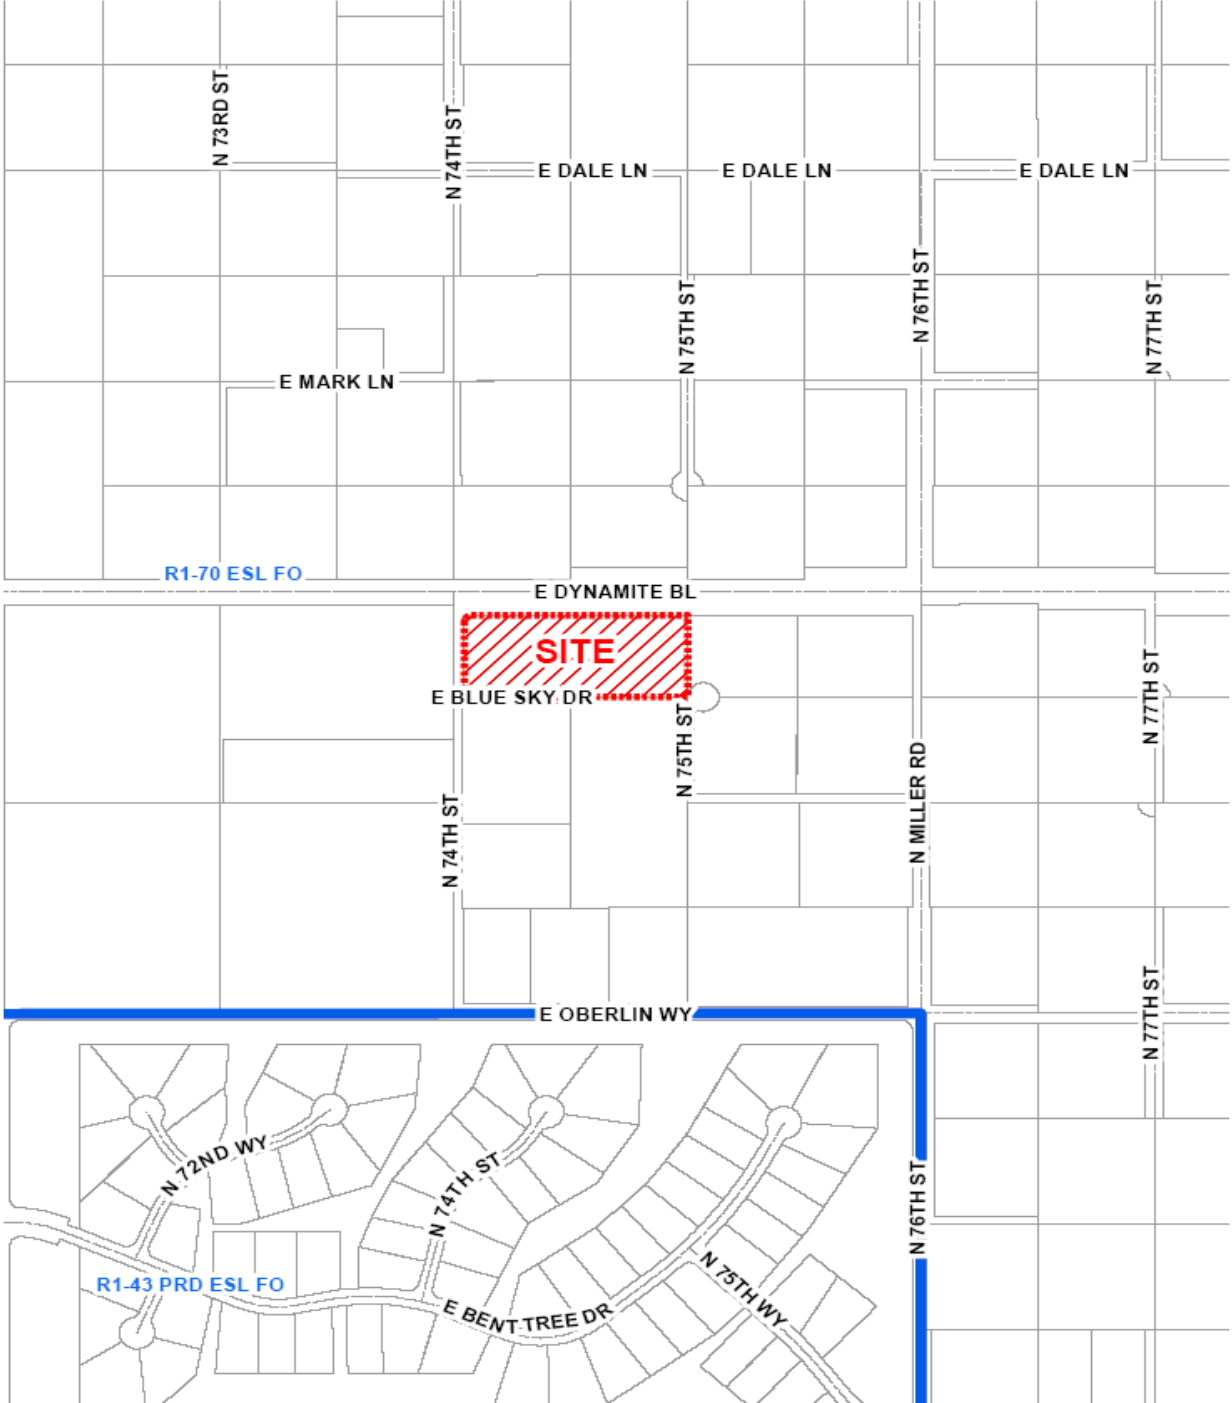 N 73RD ST
N 74TH ST
E DALE LN
E DALE LN
E DALE LN
N 76TH ST
N 75TH ST
N 77TH ST
E MARK LN
R1-70 ESL FO
E DYNAMITE BL
SITE
E BLUE SKY DR
N 75TH ST
N 77TH ST
N 74TH ST
N MILLER RD
E OBERLIN WY
N 77TH ST
N 72ND WY
N 74TH ST
N 76TH ST
R1-43 PRD ESL FO
N 75TH WY
E BENT TREE DR